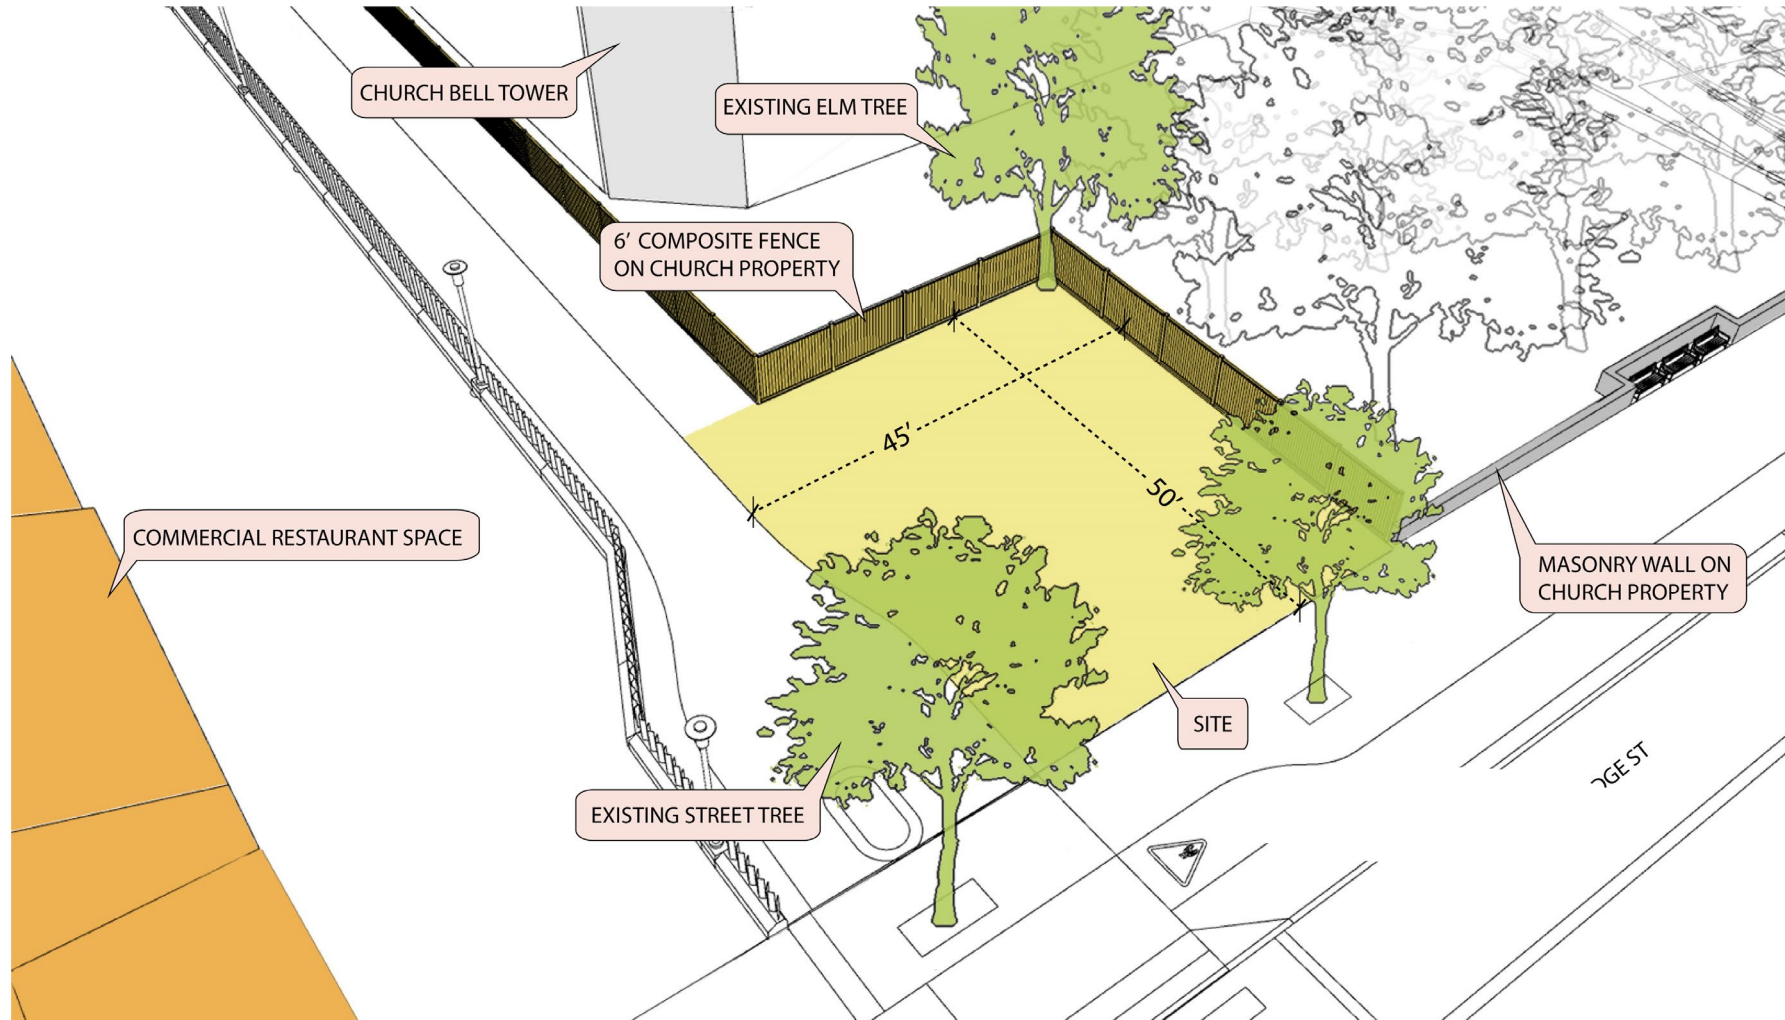 CHURCH BELL TOWER
EXISTING ELM TREE
6' COMPOSITE FENCE
ON CHURCH PROPERTY
45'
50'
COMMERCIAL RESTAURANT SPACE
MASONRY WALL ON
CHURCH PROPERTY
SITE
EXISTING STREET TREE
ST